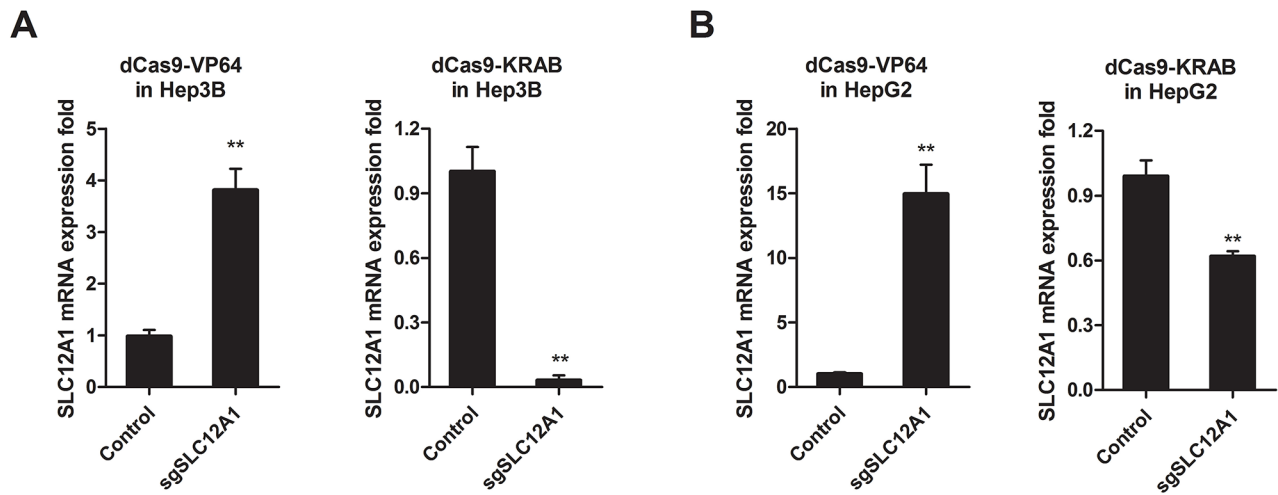 A
dCas9-VP64
in Hep3B
SLC12A1 mRNA expression fold
5
4
3
2
1
0
**
Control
sgSLC12A1
dCas9-KRAB
in Hep3B
SLC12A1 mRNA expression fold
1.2
0.9
0.6
0.3
0.0
**
Control
sgSLC12A1
B
dCas9-VP64
in HepG2
SLC12A1 mRNA expression fold
20
15
10
5
0
**
Control
sgSLC12A1
dCas9-KRAB
in HepG2
SLC12A1 mRNA expression fold
1.2
0.9
0.6
0.3
0.0
**
Control
sgSLC12A1